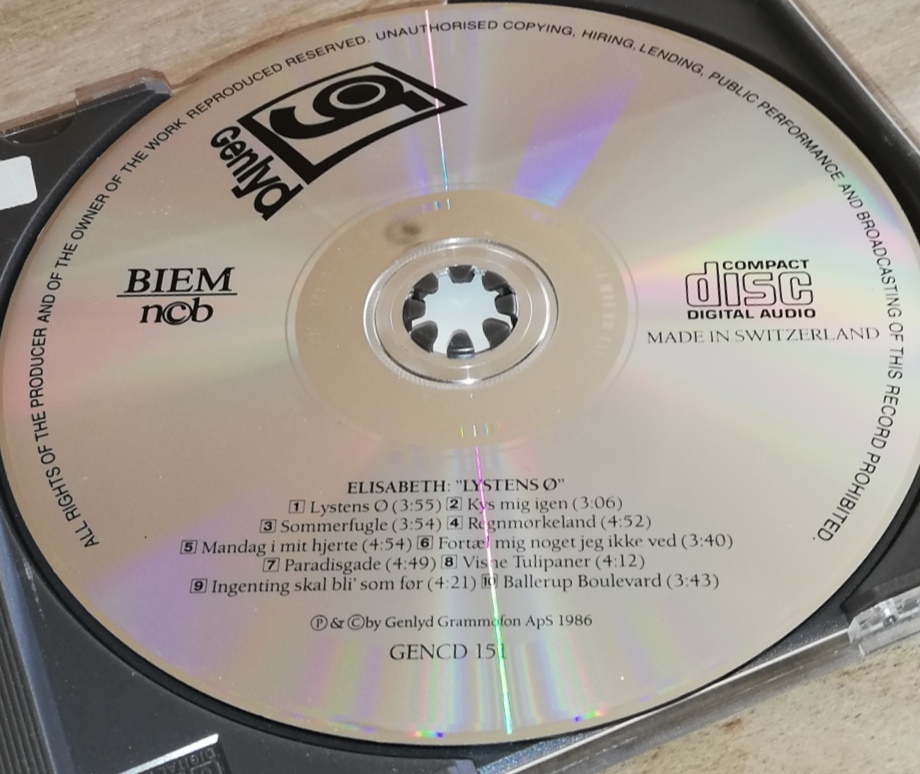 ALL RIGHTS OF THE PRODUCER AND OF THE OWNER OF THE WORK REPRODUCED RESERVED. UNAUTHORISED COPYING, HIRING, LENDING, PUBLIC PERFORMANCE AND BROADCASTING OF THIS RECORD PROHIBITED.
g
Genlyd
BIEM
n©b
COMPACT
disc
DIGITAL AUDIO
MADE IN SWITZERLAND
ELISABETH: "LYSTENS Ø"
1 Lystens Ø (3:55) 2 Kys mig igen (3:06)
3 Sommerfugle (3:54) 4 Regnmørkeland (4:52)
5 Mandag i mit hjerte (4:54) 6 Fortæl mig noget jeg ikke ved (3:40)
7 Paradisgade (4:49) 8 Visne Tulipaner (4:12)
9 Ingenting skal bli' som før (4:21) 10 Ballerup Boulevard (3:43)
Ⓟ & ©by Genlyd Grammofon ApS 1986
GENCD 151